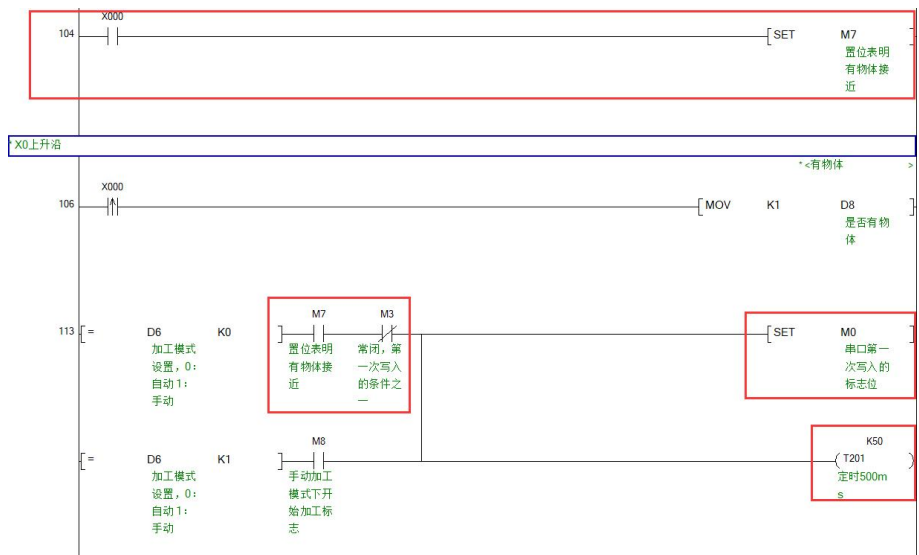 X000
104
[ SET M7 ]
置位表明
有物体接
近
* X0上升沿
* <有物体 >
X000
106
[ MOV K1 D8 ]
是否有物
体
M7 M3
113 [ = D6 K0 ] [ SET M0 ]
加工模式
设置，0：
自动1：
手动
置位表明
有物体接
近
常闭，第
一次写入
的条件之
一
串口第一
次写入的
标志位
M8 K50
[ = D6 K1 ] ( T201 )
加工模式
设置，0：
自动1：
手动
手动加工
模式下开
始加工标
志
定时500m
s